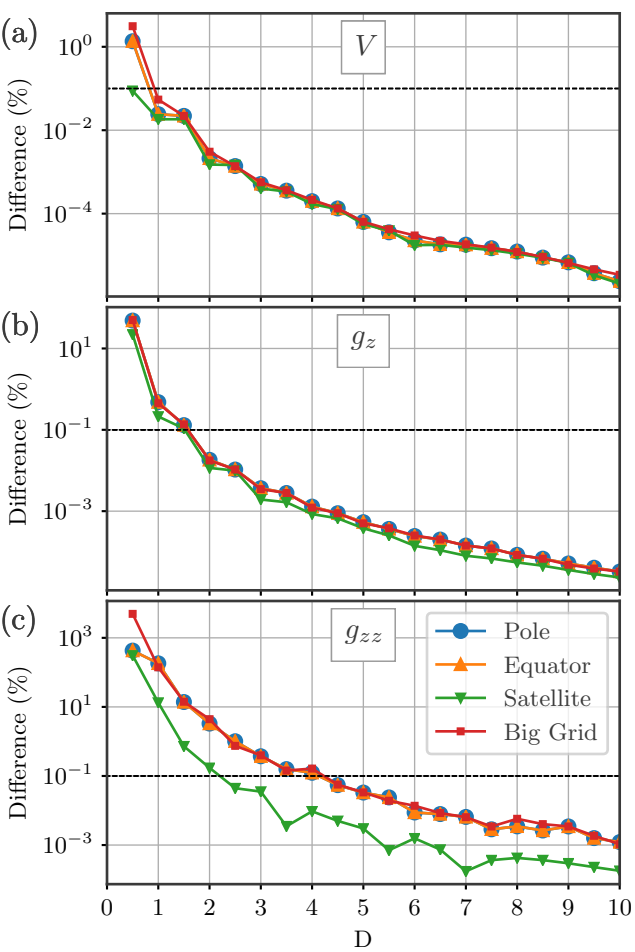 (a)
V
Difference (%)
10^0
10^−2
10^−4
(b)
g_z
Difference (%)
10^1
10^−1
10^−3
(c)
g_zz
Difference (%)
10^3
10^1
10^−1
10^−3
Pole
Equator
Satellite
Big Grid
0 1 2 3 4 5 6 7 8 9 10
D